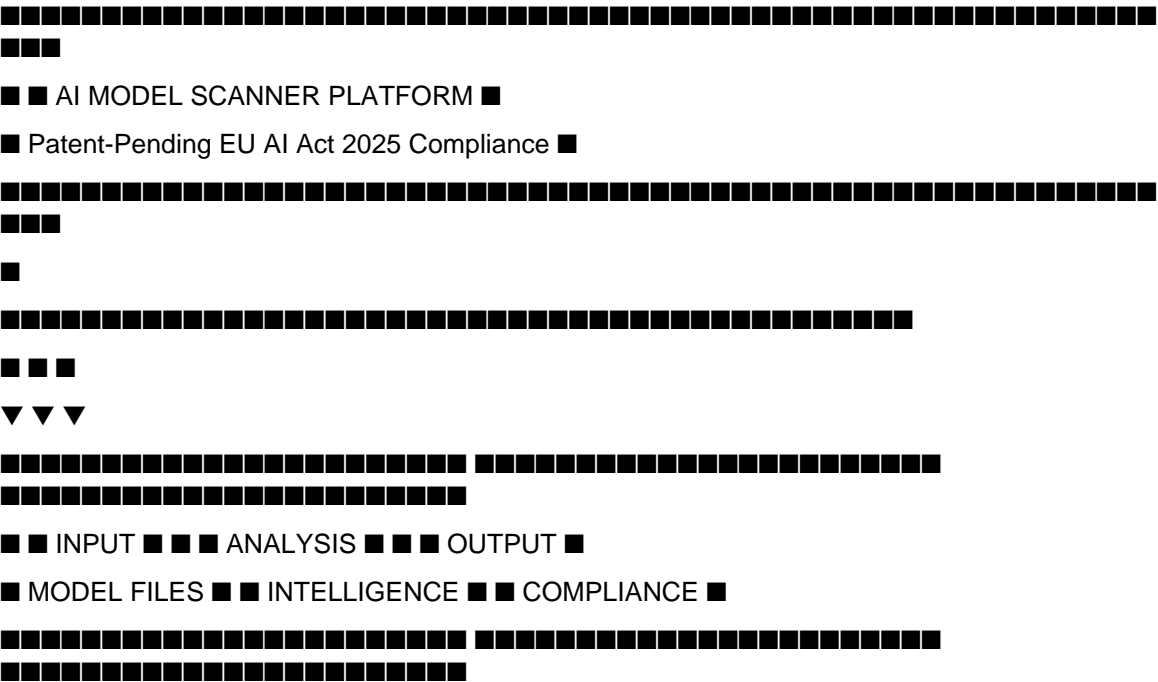 ■■■■■■■■■■■■■■■■■■■■■■■■■■■■■■■■■■■■■■■■■■■■■■■■■■■■■■■■■
■■■
■ ■ AI MODEL SCANNER PLATFORM ■
■ Patent-Pending EU AI Act 2025 Compliance ■
■■■■■■■■■■■■■■■■■■■■■■■■■■■■■■■■■■■■■■■■■■■■■■■■■■■■■■■■■
■■■
■
■■■■■■■■■■■■■■■■■■■■■■■■■■■■■■■■■■■■■■■■■■■■■
■ ■ ■
▼ ▼ ▼
■■■■■■■■■■■■■■■■■■■■■■■ ■■■■■■■■■■■■■■■■■■■■■■■
■■■■■■■■■■■■■■■■■■■■■■■
■ ■ INPUT ■ ■ ■ ANALYSIS ■ ■ ■ OUTPUT ■
■ MODEL FILES ■ ■ INTELLIGENCE ■ ■ COMPLIANCE ■
■■■■■■■■■■■■■■■■■■■■■■■ ■■■■■■■■■■■■■■■■■■■■■■■
■■■■■■■■■■■■■■■■■■■■■■■